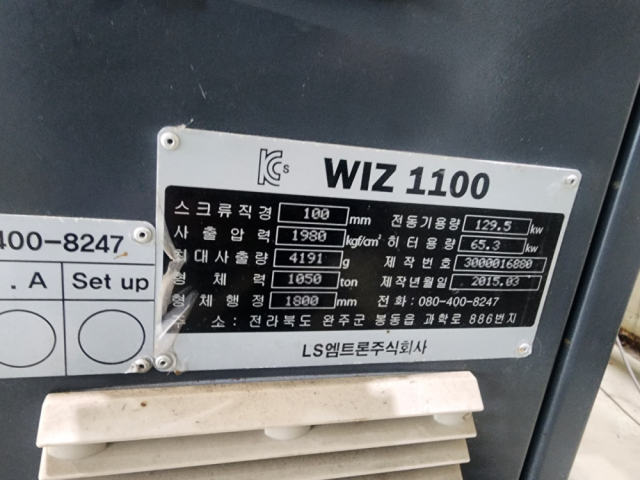 KCs WIZ 1100
스크류직경 100 mm 전동기용량 129.5 kw
사출압력 1980 kgf/cm² 히터용량 65.3 kw
최대사출량 4191 g 제작번호 3000016880
형체력 1050 ton 제작년월일 2015.03
형체행정 1800 mm 전화 : 080-400-8247
주소 : 전라북도 완주군 봉동읍 과학로 886번지
LS엠트론주식회사
400-8247
. A Set up